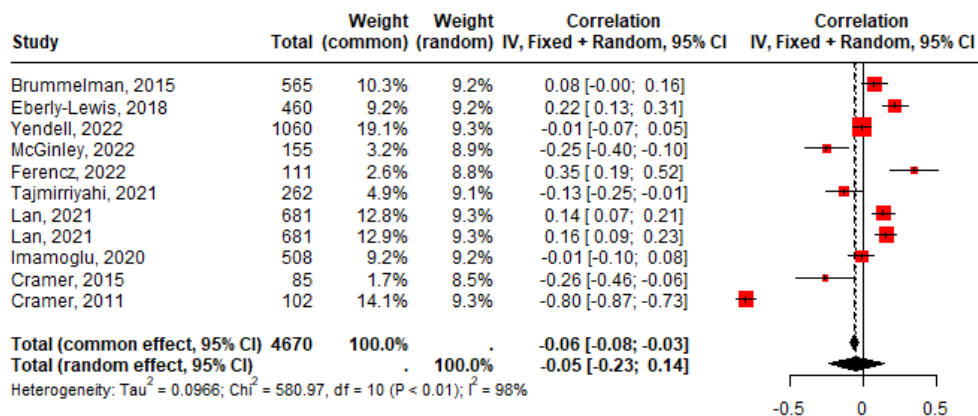 Weight Weight Correlation Correlation
Study Total (common) (random) IV, Fixed + Random, 95% CI IV, Fixed + Random, 95% CI
Brummelman, 2015 565 10.3% 9.2% 0.08 [-0.00; 0.16]
Eberly-Lewis, 2018 460 9.2% 9.2% 0.22 [ 0.13; 0.31]
Yendell, 2022 1060 19.1% 9.3% -0.01 [-0.07; 0.05]
McGinley, 2022 155 3.2% 8.9% -0.25 [-0.40; -0.10]
Ferencz, 2022 111 2.6% 8.8% 0.35 [ 0.19; 0.52]
Tajmirriyahi, 2021 262 4.9% 9.1% -0.13 [-0.25; -0.01]
Lan, 2021 681 12.8% 9.3% 0.14 [ 0.07; 0.21]
Lan, 2021 681 12.9% 9.3% 0.16 [ 0.09; 0.23]
Imamoglu, 2020 508 9.2% 9.2% -0.01 [-0.10; 0.08]
Cramer, 2015 85 1.7% 8.5% -0.26 [-0.46; -0.06]
Cramer, 2011 102 14.1% 9.3% -0.80 [-0.87; -0.73]
Total (common effect, 95% CI) 4670 100.0% . -0.06 [-0.08; -0.03]
Total (random effect, 95% CI) . 100.0% -0.05 [-0.23; 0.14]
Heterogeneity: Tau² = 0.0966; Chi² = 580.97, df = 10 (P < 0.01); I² = 98%
-0.5 0 0.5